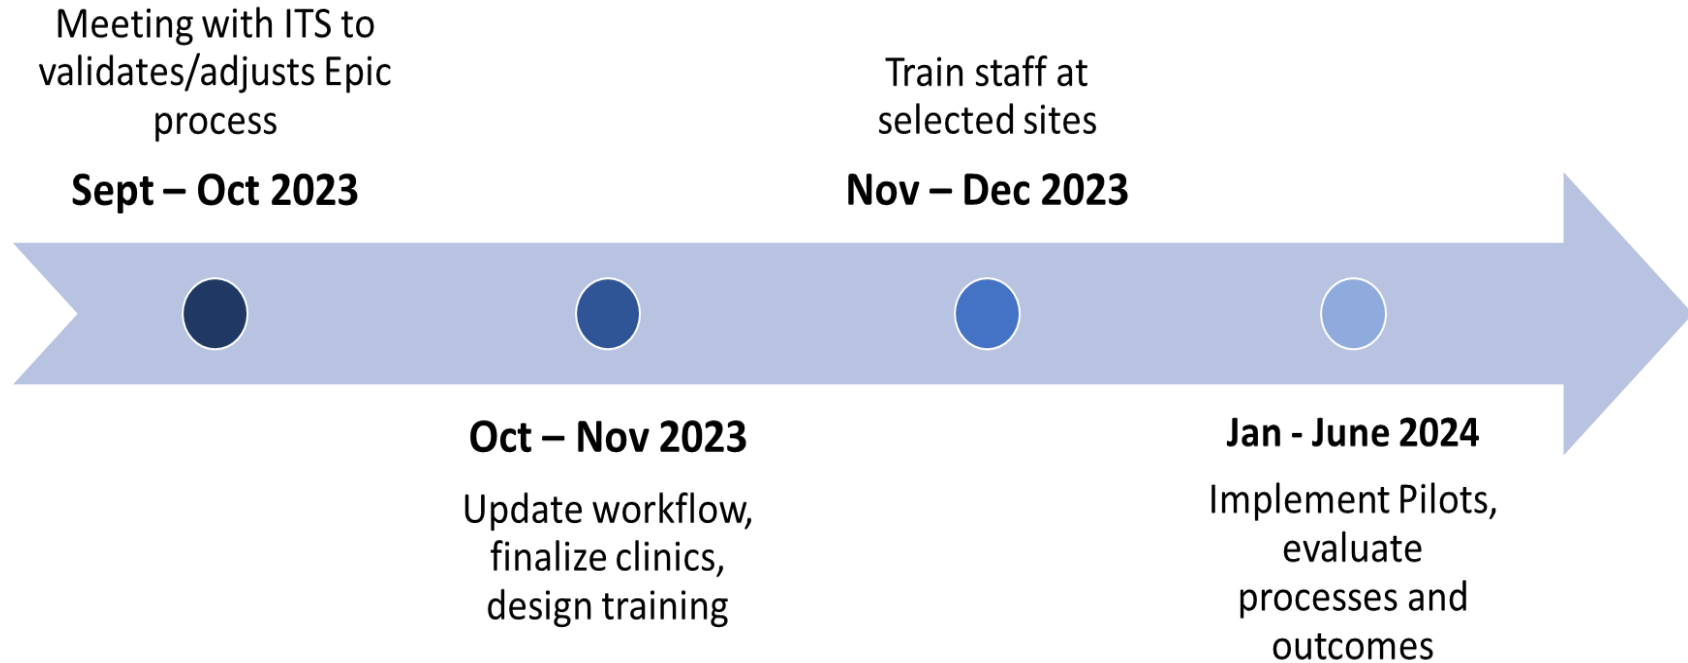 Meeting with ITS to
validates/adjusts Epic
process
Sept – Oct 2023
Oct – Nov 2023
Update workflow,
finalize clinics,
design training
Train staff at
selected sites
Nov – Dec 2023
Jan - June 2024
Implement Pilots,
evaluate
processes and
outcomes